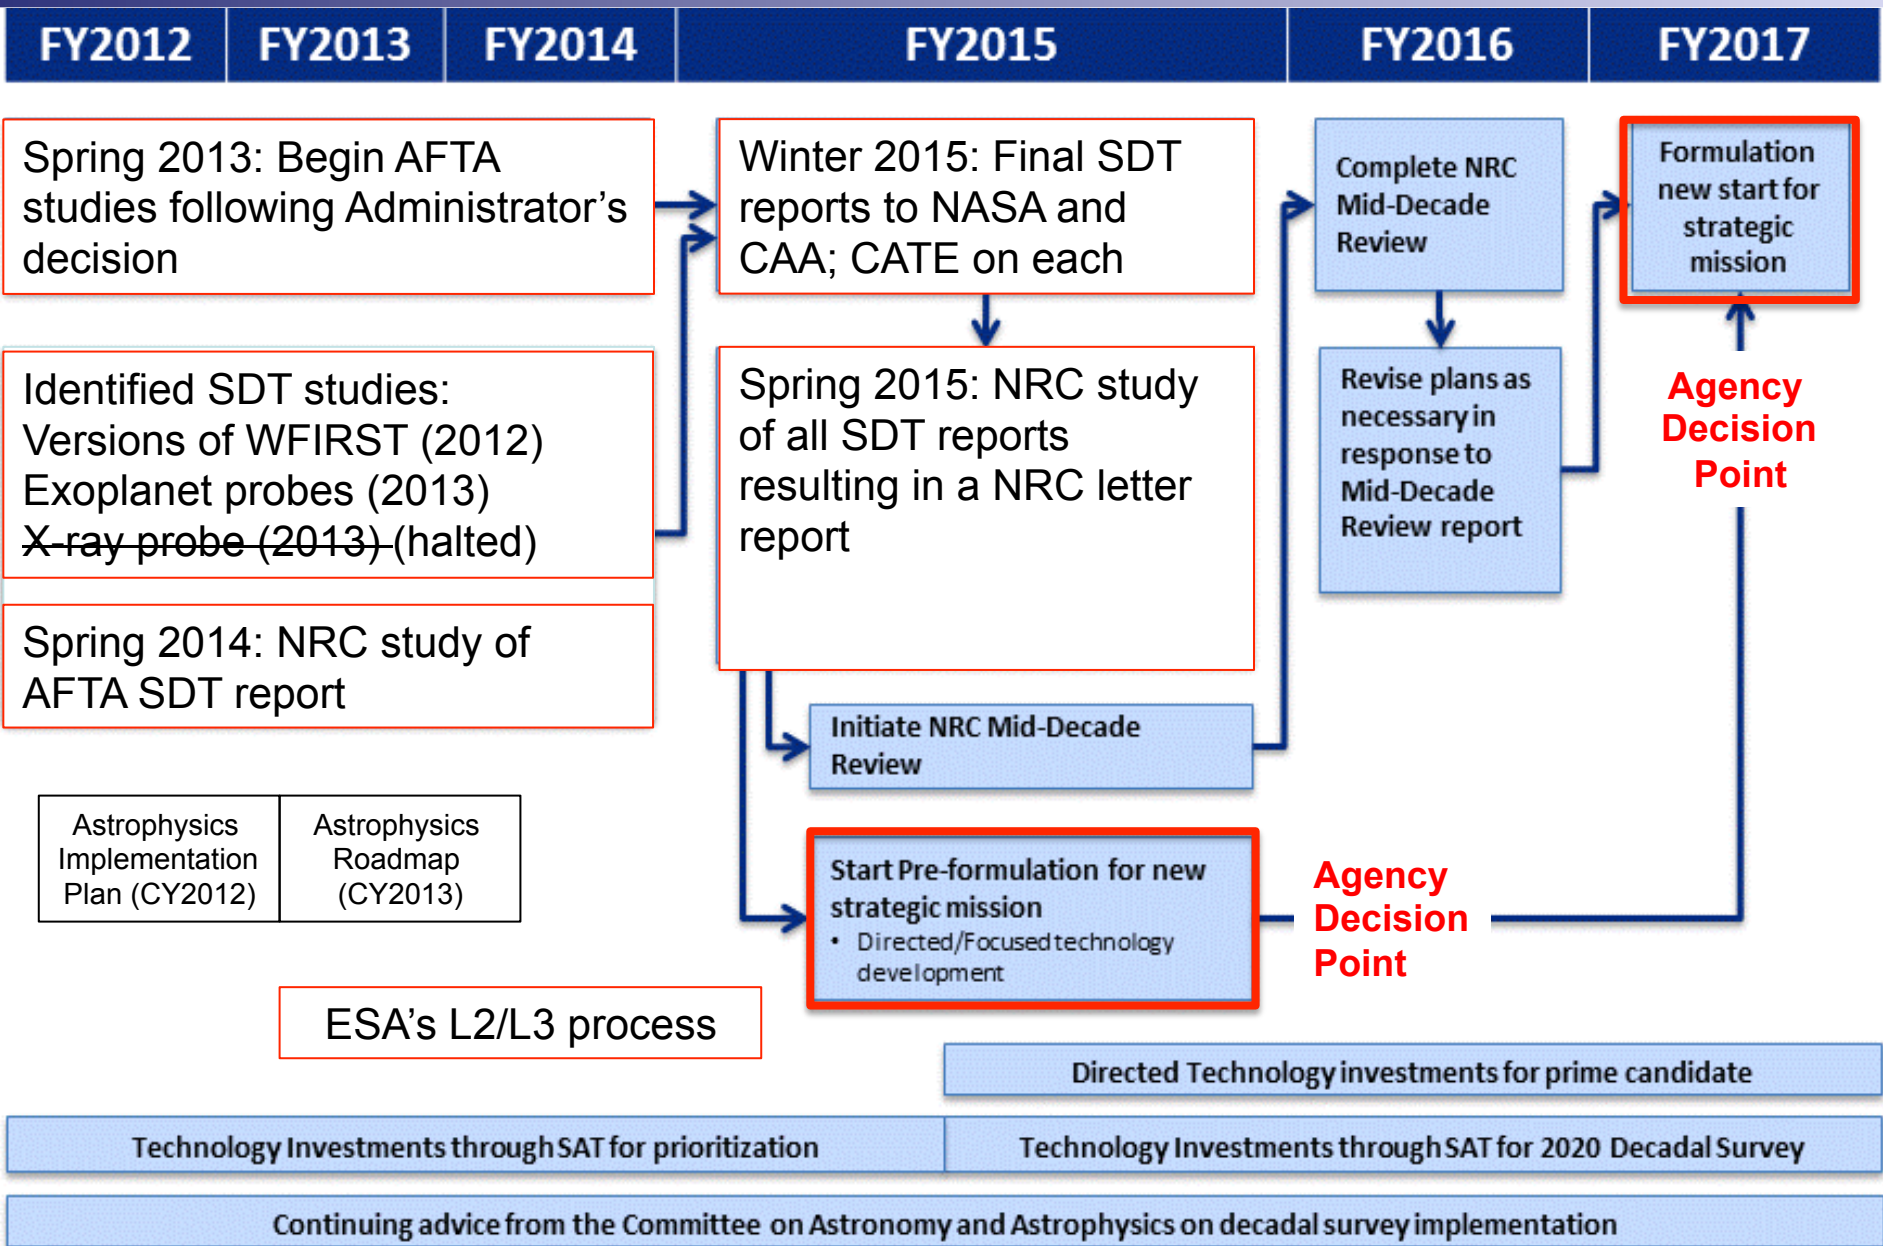 FY2012 FY2013 FY2014 FY2015 FY2016 FY2017
Spring 2013: Begin AFTA
studies following Administrator’s
decision
Identified SDT studies:
Versions of WFIRST (2012)
Exoplanet probes (2013)
X-ray probe (2013) (halted)
Spring 2014: NRC study of
AFTA SDT report
Astrophysics
Implementation
Plan (CY2012)
Astrophysics
Roadmap
(CY2013)
ESA’s L2/L3 process
Winter 2015: Final SDT
reports to NASA and
CAA; CATE on each
Spring 2015: NRC study
of all SDT reports
resulting in a NRC letter
report
Initiate NRC Mid-Decade
Review
Start Pre-formulation for new
strategic mission
• Directed/Focused technology
development
Agency
Decision
Point
Complete NRC
Mid-Decade
Review
Revise plans as
necessary in
response to
Mid-Decade
Review report
Formulation
new start for
strategic
mission
Agency
Decision
Point
Directed Technology investments for prime candidate
Technology Investments through SAT for prioritization
Technology Investments through SAT for 2020 Decadal Survey
Continuing advice from the Committee on Astronomy and Astrophysics on decadal survey implementation